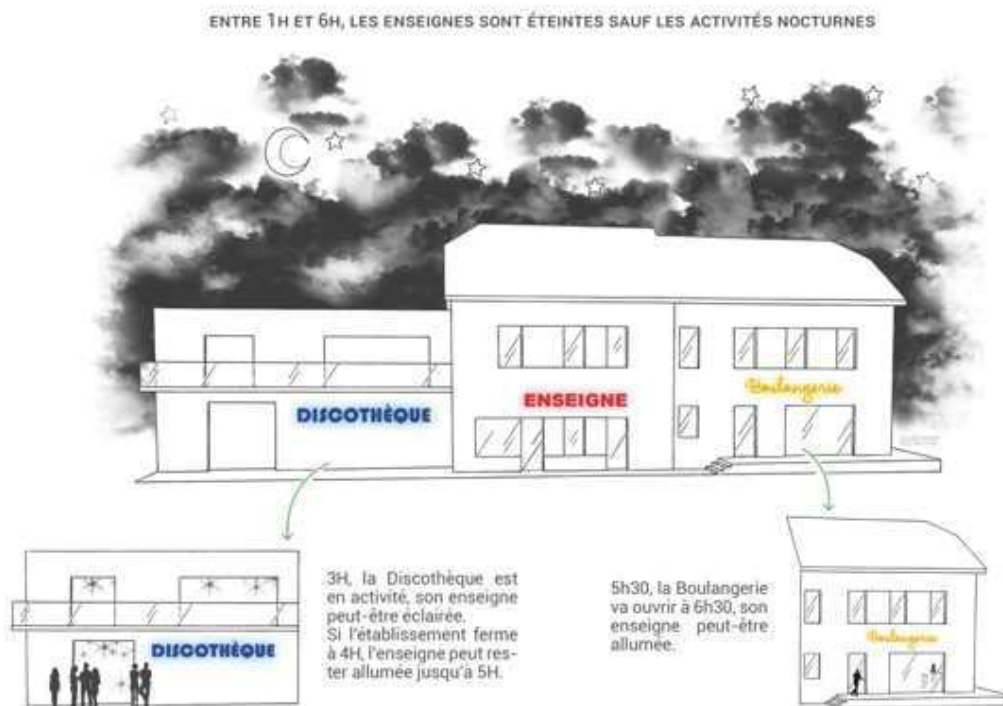 ENTRE 1H ET 6H, LES ENSEIGNES SONT ÉTEINTES SAUF LES ACTIVITÉS NOCTURNES
DISCOTHÈQUE
ENSEIGNE
Boulangerie
3H, la Discothèque est
en activité, son enseigne
peut-être éclairée.
Si l'établissement ferme
à 4H, l'enseigne peut res-
ter allumée jusqu'à 5H.
DISCOTHÈQUE
5h30, la Boulangerie
va ouvrir à 6h30, son
enseigne peut-être
allumée.
Boulangerie